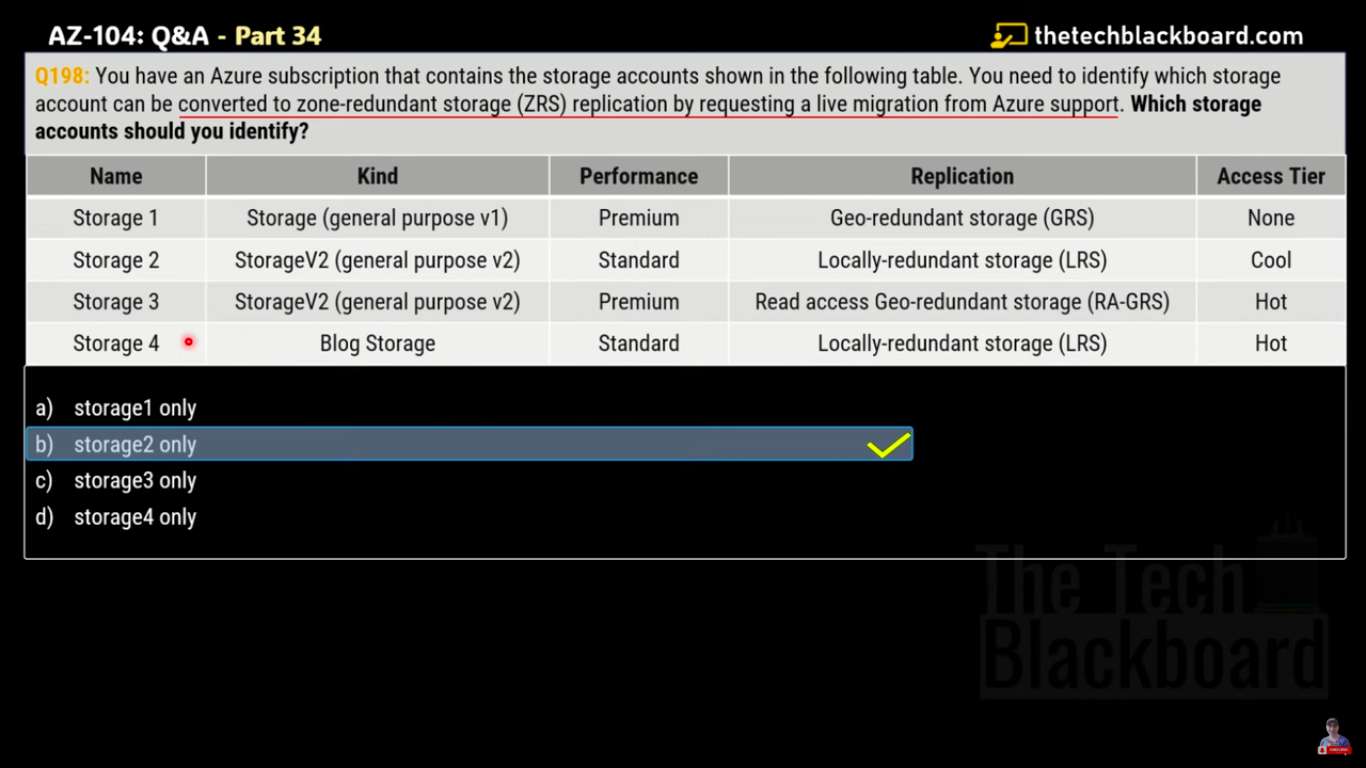 AZ-104: Q&A - Part 34
thetechblackboard.com
Q198: You have an Azure subscription that contains the storage accounts shown in the following table. You need to identify which storage
account can be converted to zone-redundant storage (ZRS) replication by requesting a live migration from Azure support. Which storage
accounts should you identify?
Name Kind Performance Replication Access Tier
Storage 1 Storage (general purpose v1) Premium Geo-redundant storage (GRS) None
Storage 2 StorageV2 (general purpose v2) Standard Locally-redundant storage (LRS) Cool
Storage 3 StorageV2 (general purpose v2) Premium Read access Geo-redundant storage (RA-GRS) Hot
Storage 4 Blog Storage Standard Locally-redundant storage (LRS) Hot
a) storage1 only
b) storage2 only
c) storage3 only
d) storage4 only
The Tech
Blackboard